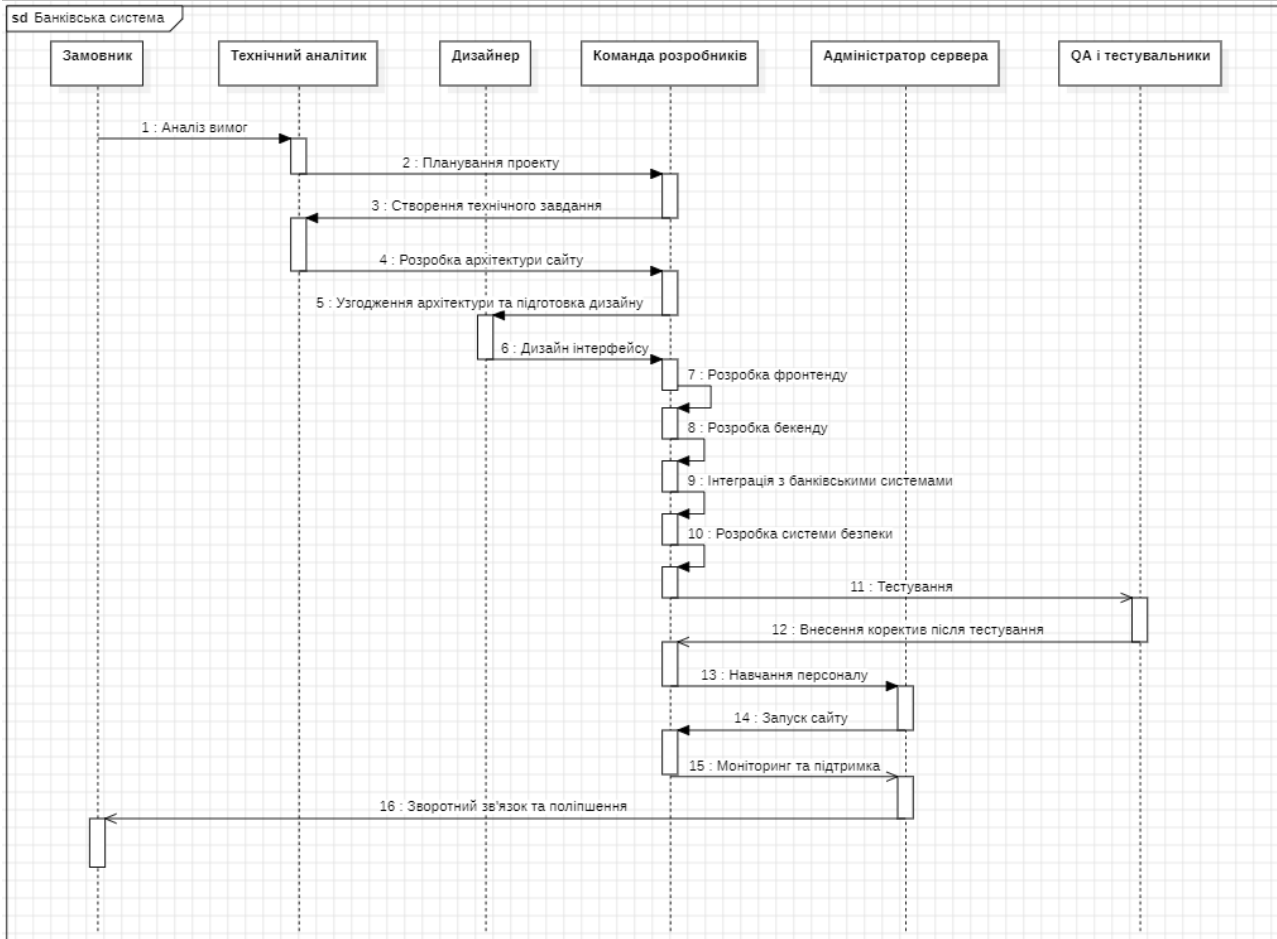 sd Банківська система
Замовник
Технічний аналітик
Дизайнер
Команда розробників
Адміністратор сервера
QA і тестувальники
1 : Аналіз вимог
2 : Планування проекту
3 : Створення технічного завдання
4 : Розробка архітектури сайту
5 : Узгодження архітектури та підготовка дизайну
6 : Дизайн інтерфейсу
7 : Розробка фронтенду
8 : Розробка бекенду
9 : Інтеграція з банківськими системами
10 : Розробка системи безпеки
11 : Тестування
12 : Внесення коректив після тестування
13 : Навчання персоналу
14 : Запуск сайту
15 : Моніторинг та підтримка
16 : Зворотний зв'язок та поліпшення